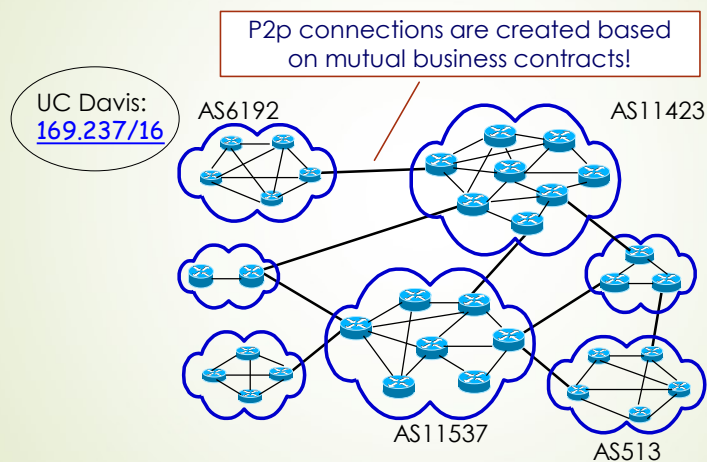 P2p connections are created based
on mutual business contracts!
UC Davis:
169.237/16
AS6192
AS11423
AS11537
AS513